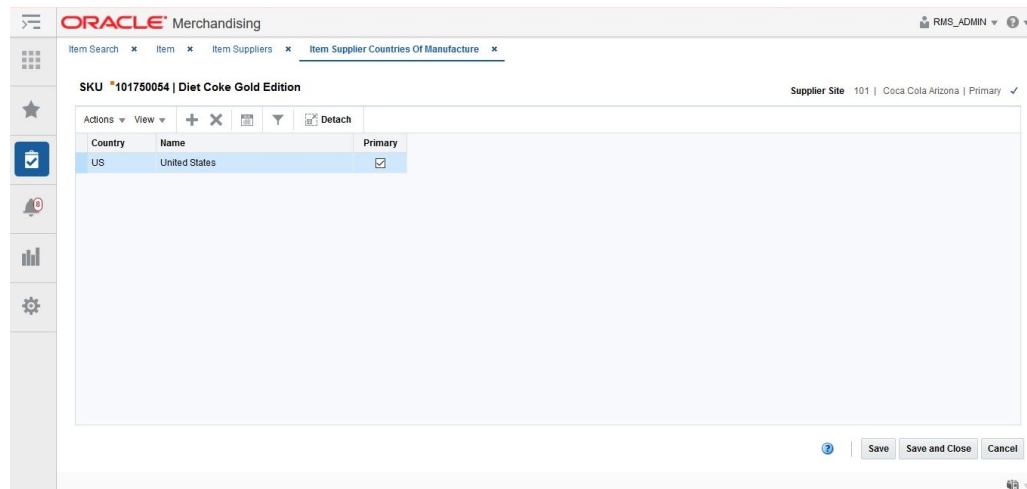 ORACLE® Merchandising RMS_ADMIN
Item Search Item Item Suppliers Item Supplier Countries Of Manufacture
SKU 101750054 | Diet Coke Gold Edition
Supplier Site 101 | Coca Cola Arizona | Primary
Actions View Detach
Country Name Primary
US United States
8
Save Save and Close Cancel